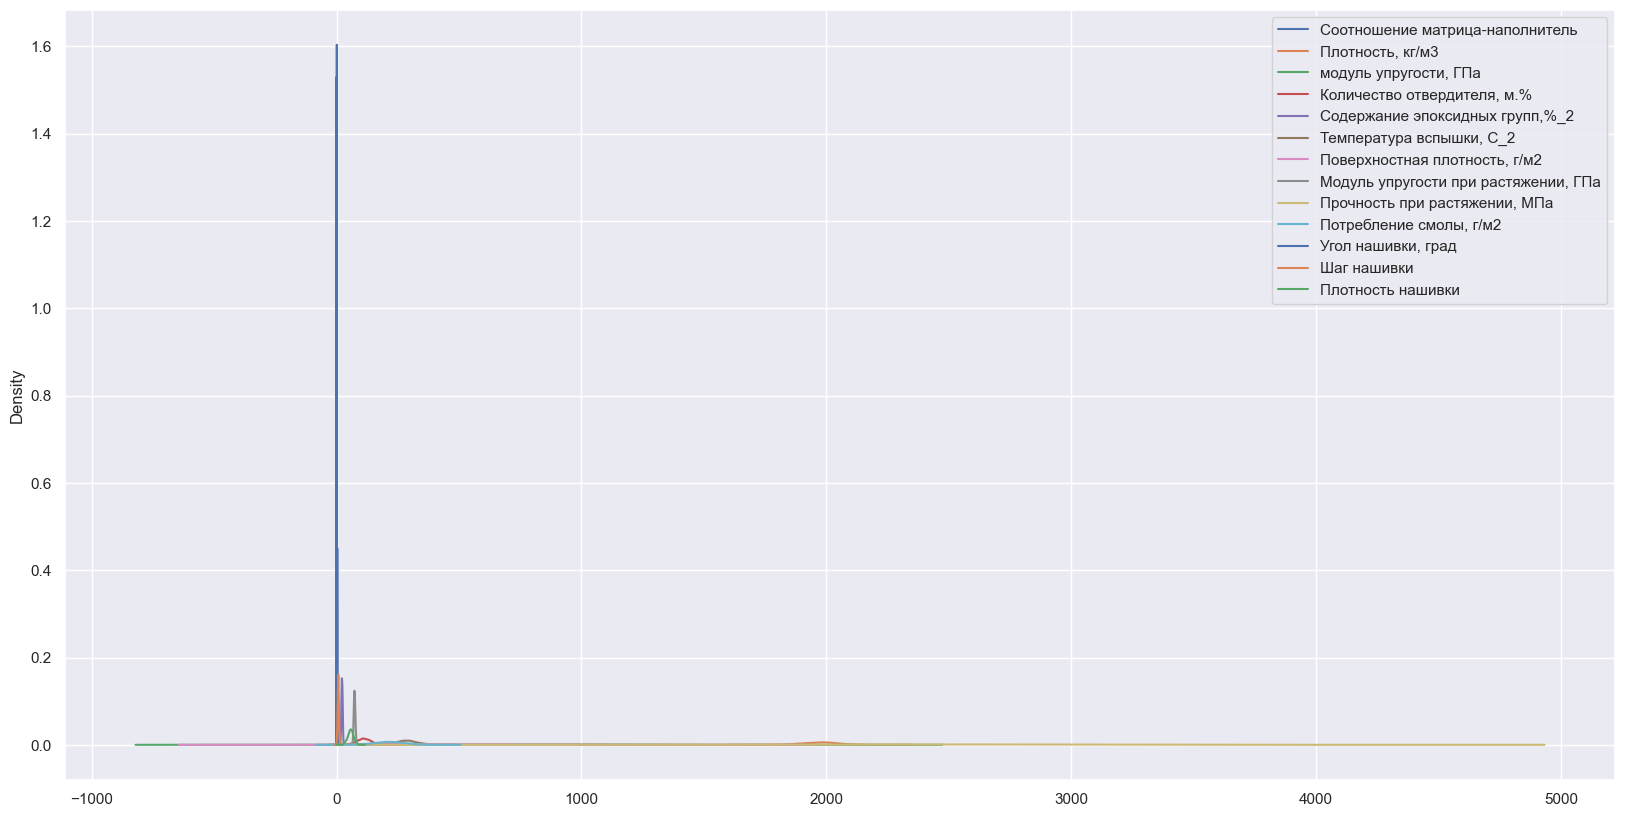 Соотношение матрица-наполнитель
Плотность, кг/м3
модуль упругости, ГПа
Количество отвердителя, м.%
Содержание эпоксидных групп,%_2
Температура вспышки, С_2
Поверхностная плотность, г/м2
Модуль упругости при растяжении, ГПа
Прочность при растяжении, МПа
Потребление смолы, г/м2
Угол нашивки, град
Шаг нашивки
Плотность нашивки
1.6
1.4
1.2
1.0
0.8
0.6
0.4
0.2
0.0
Density
−1000 0 1000 2000 3000 4000 5000